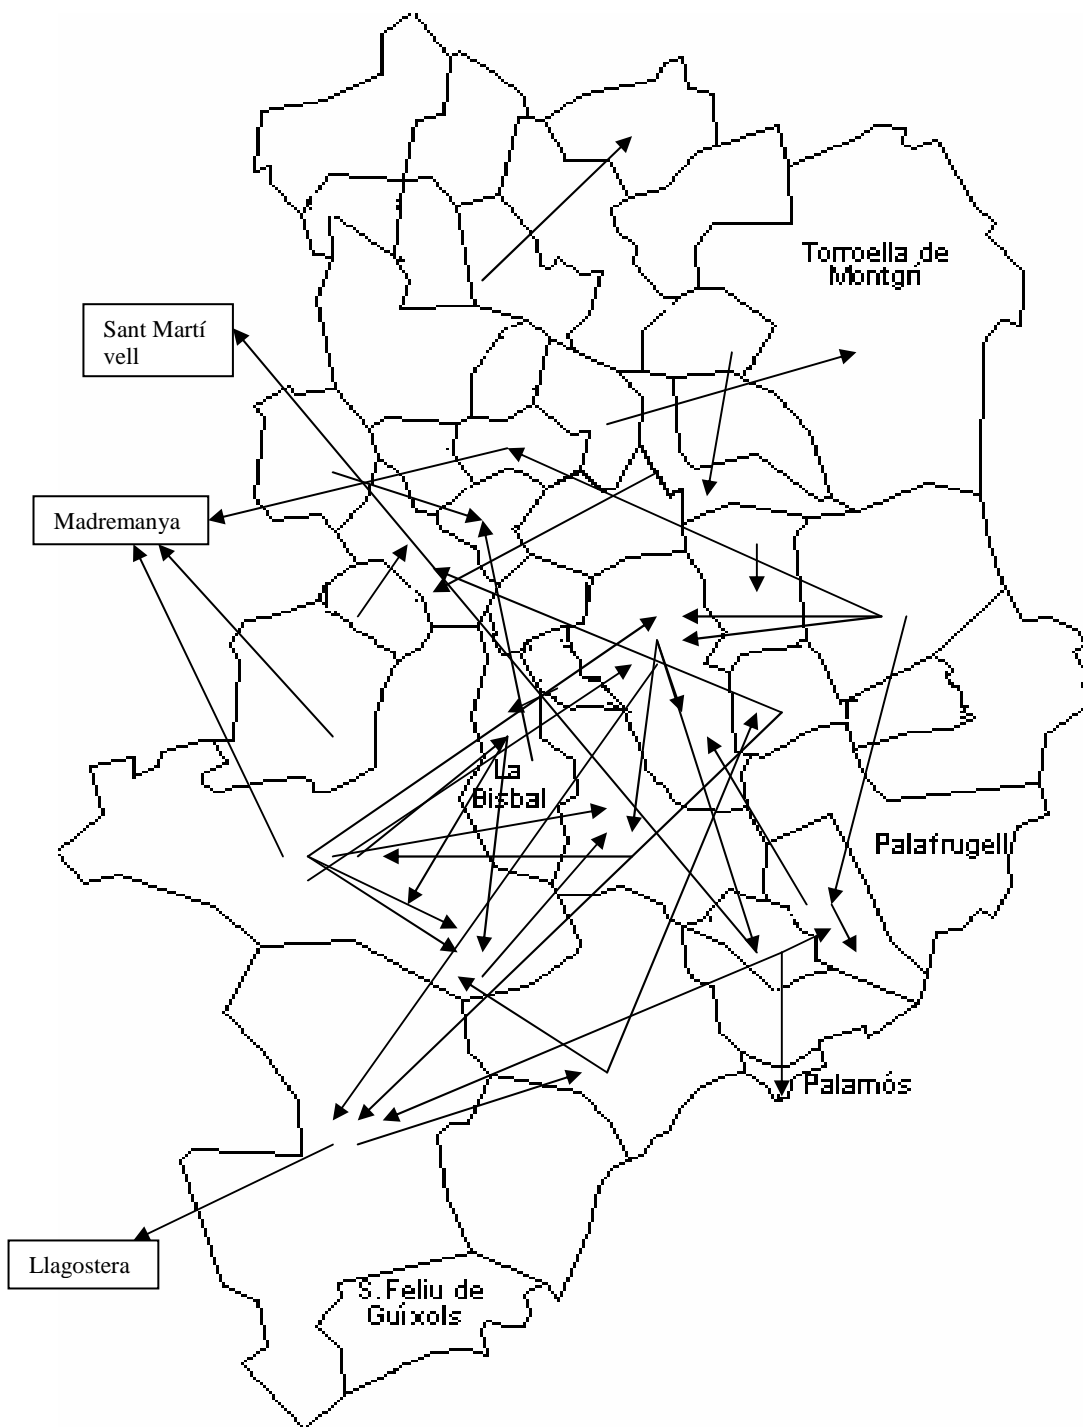 Torroella de
Montgrí
Sant Martí
vell
Madremanya
La
Bisbal
Palafrugell
Palamós
Llagostera
S. Feliu de
Guíxols